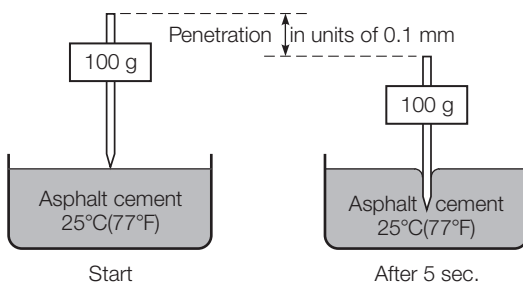 Penetration in units of 0.1 mm
100 g
100 g
Asphalt cement
25°C(77°F)
Asphalt cement
25°C(77°F)
Start
After 5 sec.